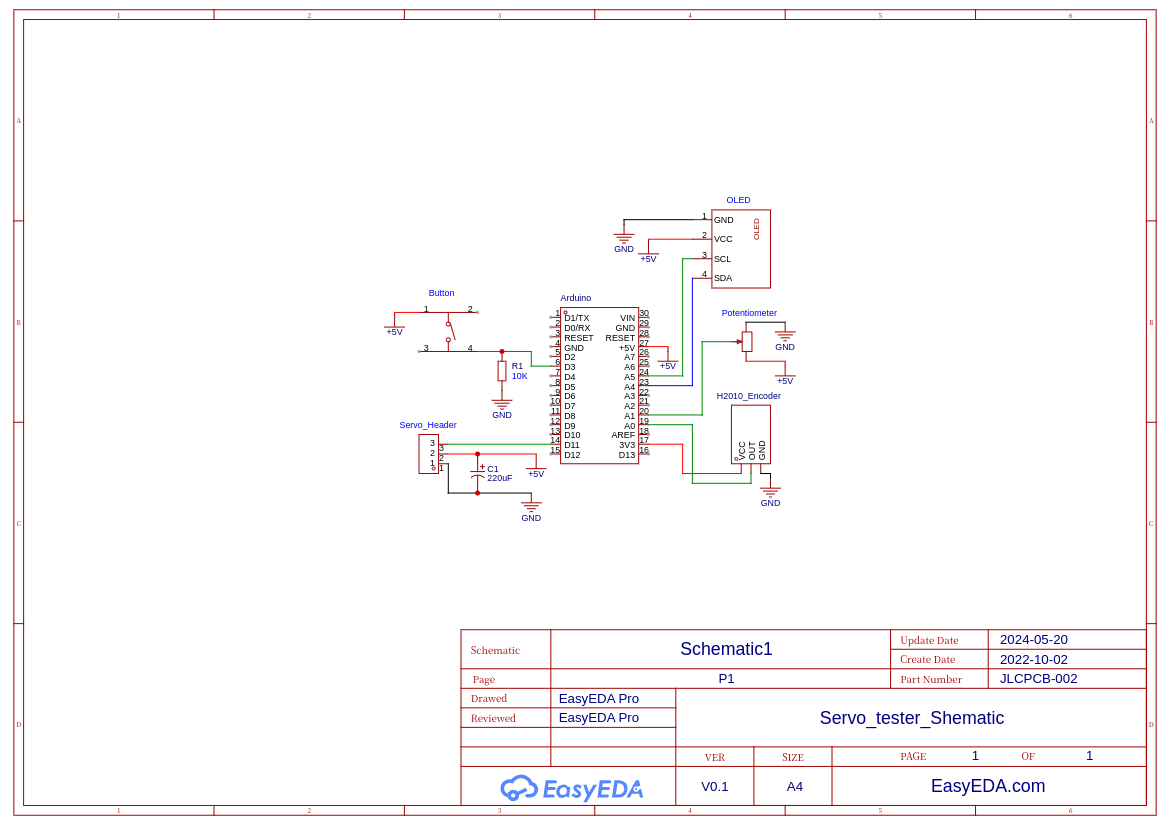 1 2 3 4 5 6
A A
OLED
1 GND
OLED
2 VCC
3 SCL
4 SDA
GND
+5V
B B
Button
1 2
3 4
+5V
R1
10K
GND
Arduino
1 D1/TX VIN 30
2 D0/RX GND 29
3 RESET RESET 28
4 GND +5V 27
5 D2 A7 26
6 D3 A6 25
7 D4 A5 24
8 D5 A4 23
9 D6 A3 22
10 D7 A2 21
11 D8 A1 20
12 D9 A0 19
13 D10 AREF 18
14 D11 3V3 17
15 D12 D13 16
+5V
Potentiometer
GND
+5V
H2010_Encoder
VCC
OUT
GND
GND
Servo_Header
3 3
2 2
1 1
C1
220uF
+5V
GND
C C
D D
Schematic
Schematic1
Update Date 2024-05-20
Create Date 2022-10-02
Page P1
Part Number JLCPCB-002
Drawed EasyEDA Pro
Reviewed EasyEDA Pro
Servo_tester_Shematic
VER SIZE PAGE 1 OF 1
EasyEDA
V0.1 A4 EasyEDA.com
1 2 3 4 5 6